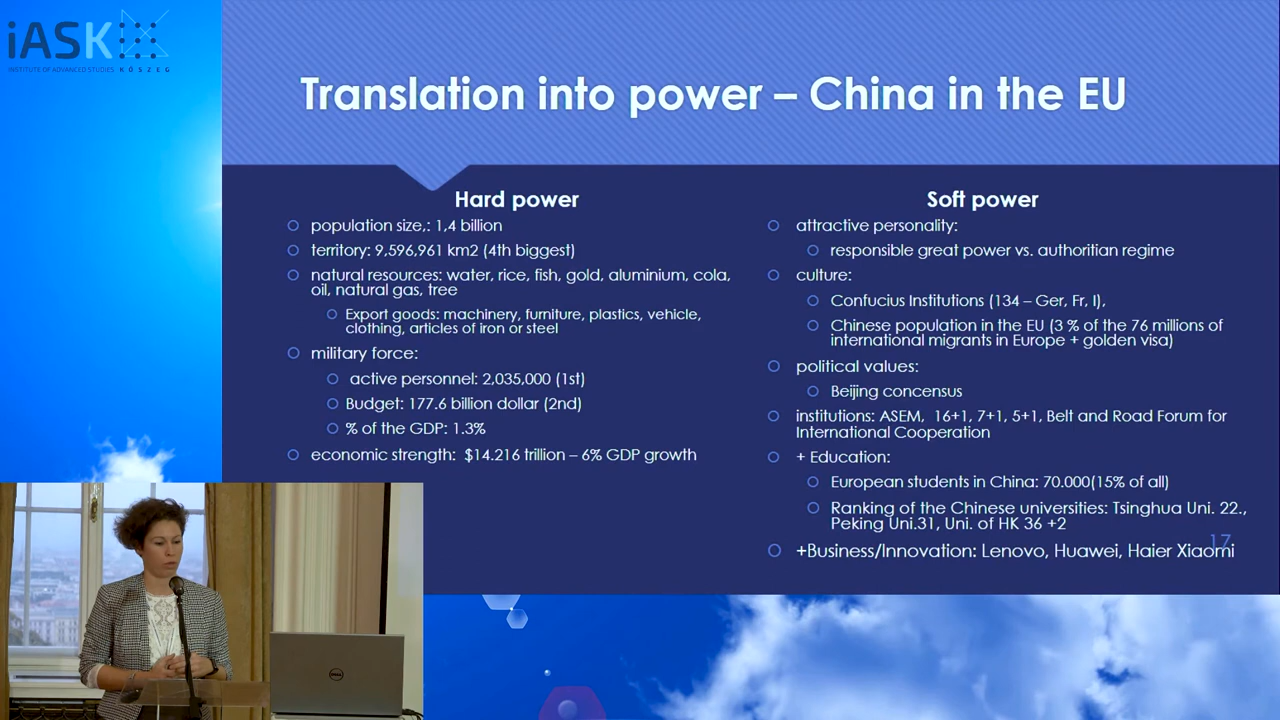 iASK
INSTITUTE OF ADVANCED STUDIES KŐSZEG
Translation into power – China in the EU
Hard power
population size,: 1,4 billion
territory: 9,596,961 km2 (4th biggest)
natural resources: water, rice, fish, gold, aluminium, cola,
oil, natural gas, tree
Export goods: machinery, furniture, plastics, vehicle,
clothing, articles of iron or steel
military force:
active personnel: 2,035,000 (1st)
Budget: 177.6 billion dollar (2nd)
% of the GDP: 1.3%
economic strength: $14.216 trillion – 6% GDP growth
Soft power
attractive personality:
responsible great power vs. authoritian regime
culture:
Confucius Institutions (134 – Ger, Fr, I),
Chinese population in the EU (3 % of the 76 millions of
international migrants in Europe + golden visa)
political values:
Beijing concensus
institutions: ASEM, 16+1, 7+1, 5+1, Belt and Road Forum for
International Cooperation
+ Education:
European students in China: 70.000(15% of all)
Ranking of the Chinese universities: Tsinghua Uni. 22.,
Peking Uni.31, Uni. of HK 36 +2
+Business/Innovation: Lenovo, Huawei, Haier Xiaomi
17
DELL